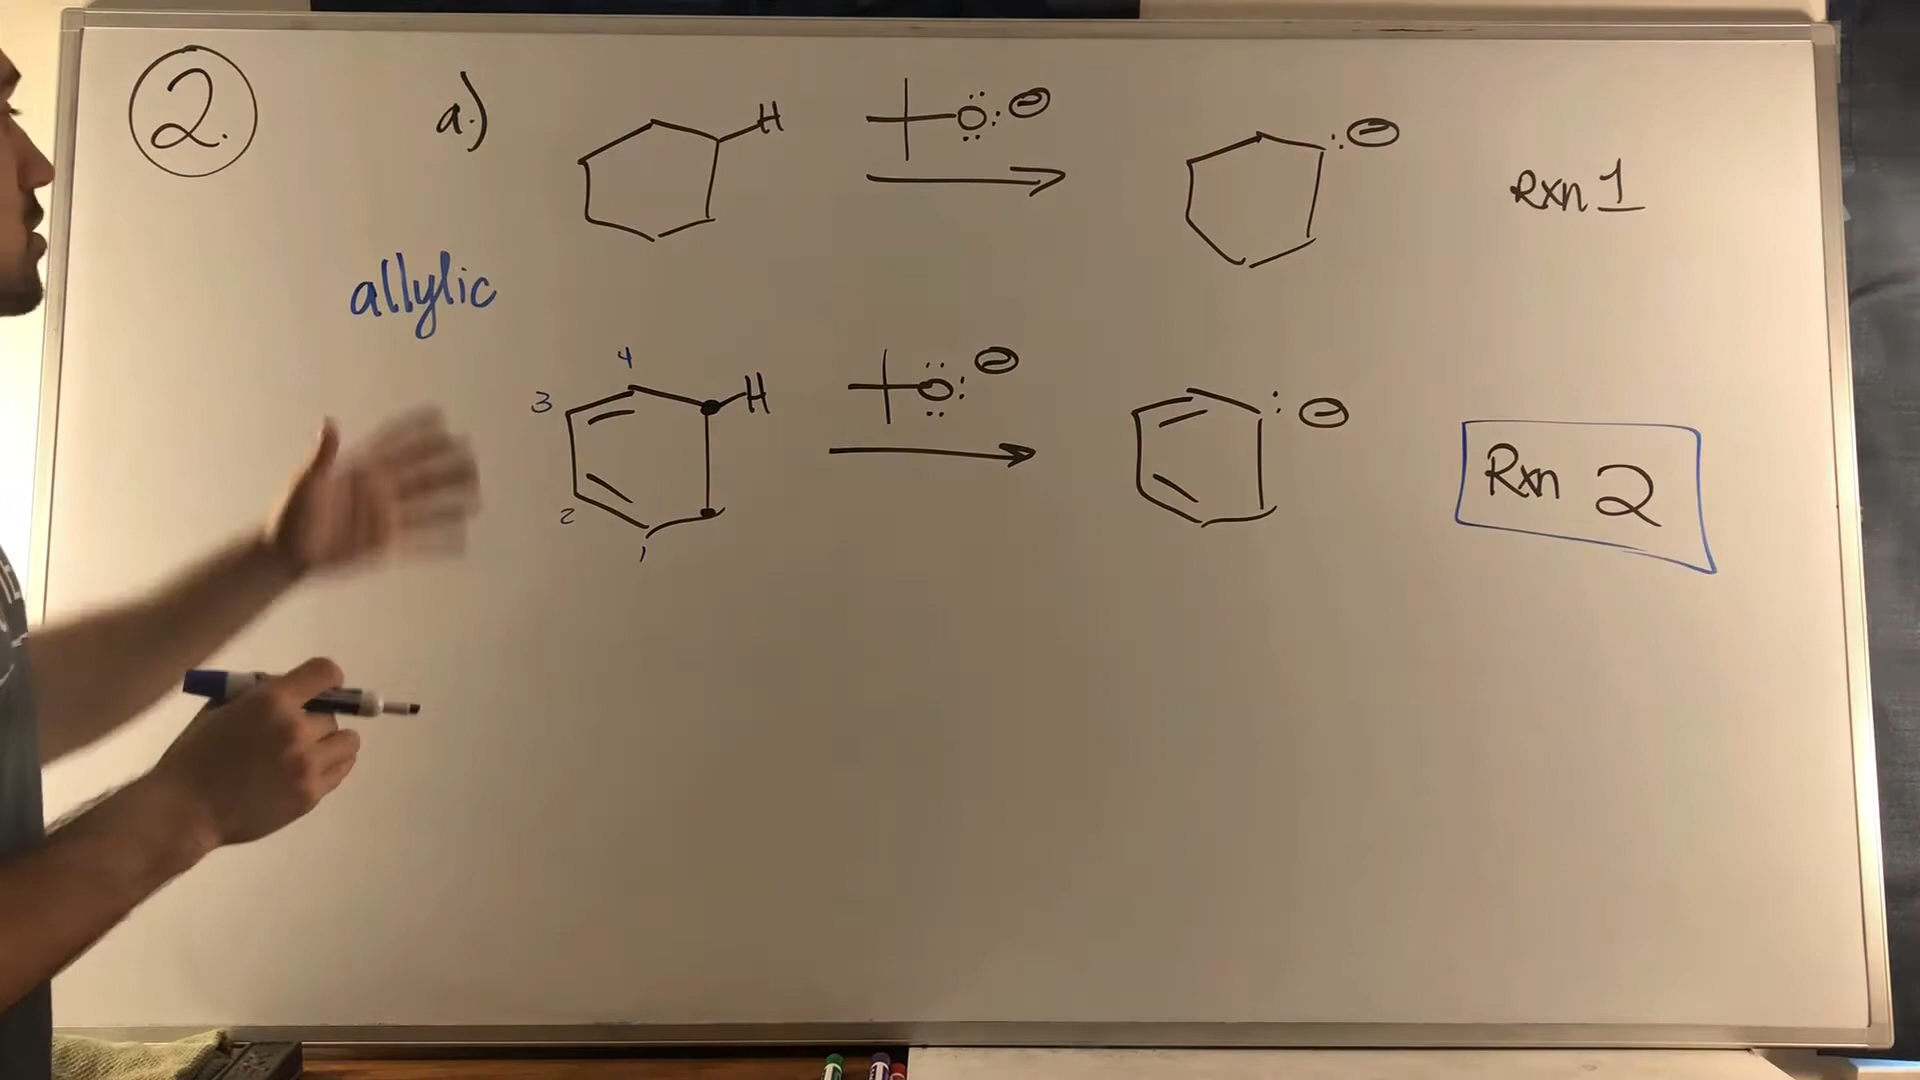 2.
a.)
H
:Ö:⊖
:⊖
Rxn 1
allylic
4
3
H
:Ö:⊖
:⊖
Rxn 2
2
1